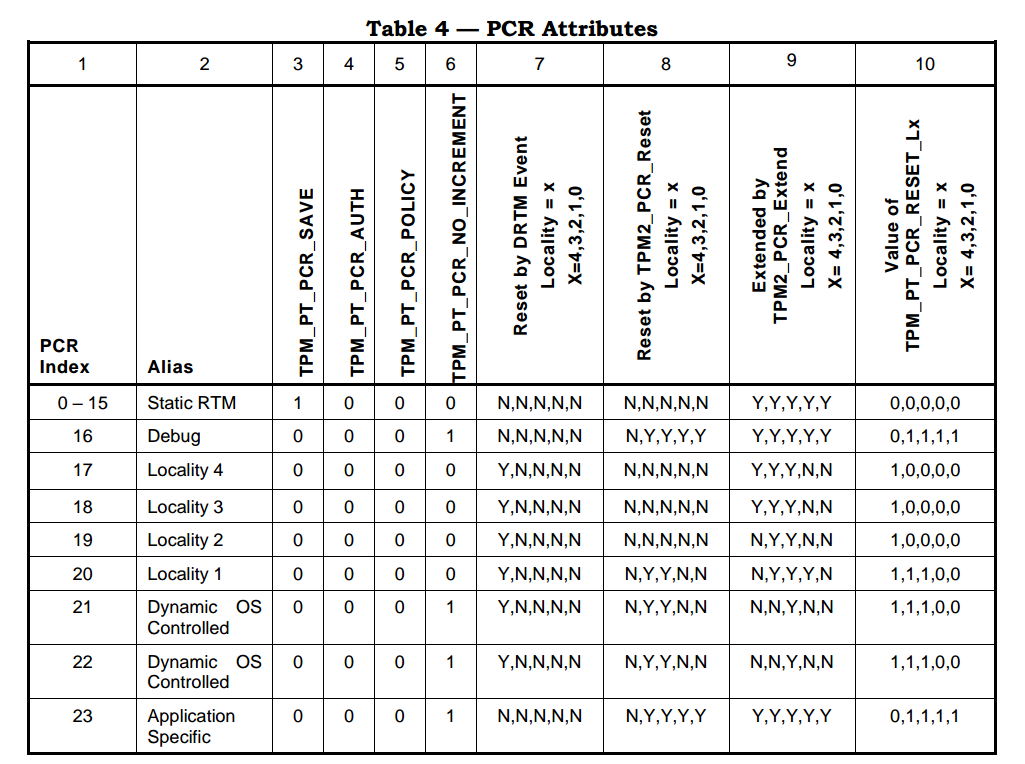 Table 4 — PCR Attributes
1 2 3 4 5 6 7 8 9 10
PCR
Index
Alias
TPM_PT_PCR_SAVE
TPM_PT_PCR_AUTH
TPM_PT_PCR_POLICY
TPM_PT_PCR_NO_INCREMENT
Reset by DRTM Event
Locality = x
X=4,3,2,1,0
Reset by TPM2_PCR_Reset
Locality = x
X=4,3,2,1,0
Extended by
TPM2_PCR_Extend
Locality = x
X= 4,3,2,1,0
Value of
TPM_PT_PCR_RESET_Lx
Locality = x
X= 4,3,2,1,0
0 – 15 Static RTM 1 0 0 0 N,N,N,N,N N,N,N,N,N Y,Y,Y,Y,Y 0,0,0,0,0
16 Debug 0 0 0 1 N,N,N,N,N N,Y,Y,Y,Y Y,Y,Y,Y,Y 0,1,1,1,1
17 Locality 4 0 0 0 0 Y,N,N,N,N N,N,N,N,N Y,Y,Y,N,N 1,0,0,0,0
18 Locality 3 0 0 0 0 Y,N,N,N,N N,N,N,N,N Y,Y,Y,N,N 1,0,0,0,0
19 Locality 2 0 0 0 0 Y,N,N,N,N N,N,N,N,N N,Y,Y,N,N 1,0,0,0,0
20 Locality 1 0 0 0 0 Y,N,N,N,N N,Y,Y,N,N N,Y,Y,Y,N 1,1,1,0,0
21 Dynamic OS 0 0 0 1 Y,N,N,N,N N,Y,Y,N,N N,N,Y,N,N 1,1,1,0,0
Controlled
22 Dynamic OS 0 0 0 1 Y,N,N,N,N N,Y,Y,N,N N,N,Y,N,N 1,1,1,0,0
Controlled
23 Application 0 0 0 1 N,N,N,N,N N,Y,Y,Y,Y Y,Y,Y,Y,Y 0,1,1,1,1
Specific